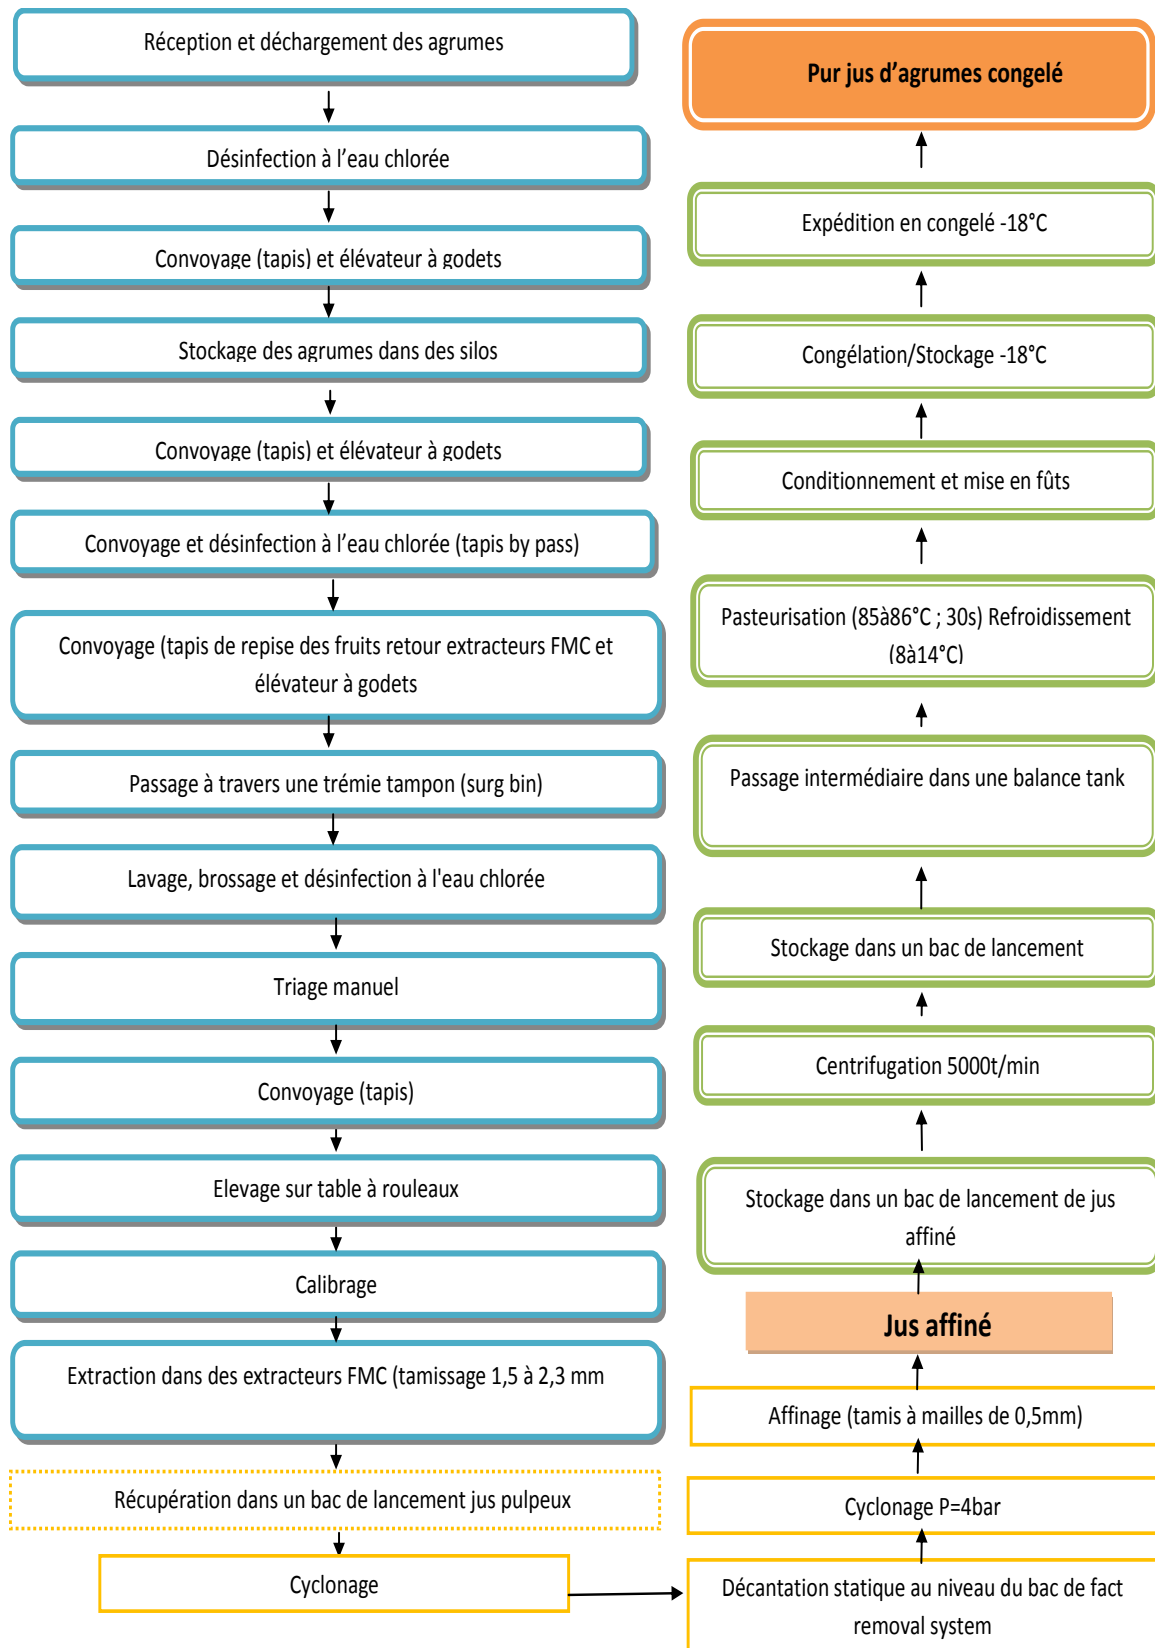 Réception et déchargement des agrumes
Désinfection à l'eau chlorée
Convoyage (tapis) et élévateur à godets
Stockage des agrumes dans des silos
Convoyage (tapis) et élévateur à godets
Convoyage et désinfection à l'eau chlorée (tapis by pass)
Convoyage (tapis de repise des fruits retour extracteurs FMC et
élévateur à godets
Passage à travers une trémie tampon (surg bin)
Lavage, brossage et désinfection à l'eau chlorée
Triage manuel
Convoyage (tapis)
Elevage sur table à rouleaux
Calibrage
Extraction dans des extracteurs FMC (tamissage 1,5 à 2,3 mm
Récupération dans un bac de lancement jus pulpeux
Cyclonage
Décantation statique au niveau du bac de fact
removal system
Cyclonage P=4bar
Affinage (tamis à mailles de 0,5mm)
Jus affiné
Stockage dans un bac de lancement de jus
affiné
Centrifugation 5000t/min
Stockage dans un bac de lancement
Passage intermédiaire dans une balance tank
Pasteurisation (85à86°C ; 30s) Refroidissement
(8à14°C)
Conditionnement et mise en fûts
Congélation/Stockage -18°C
Expédition en congelé -18°C
Pur jus d'agrumes congelé